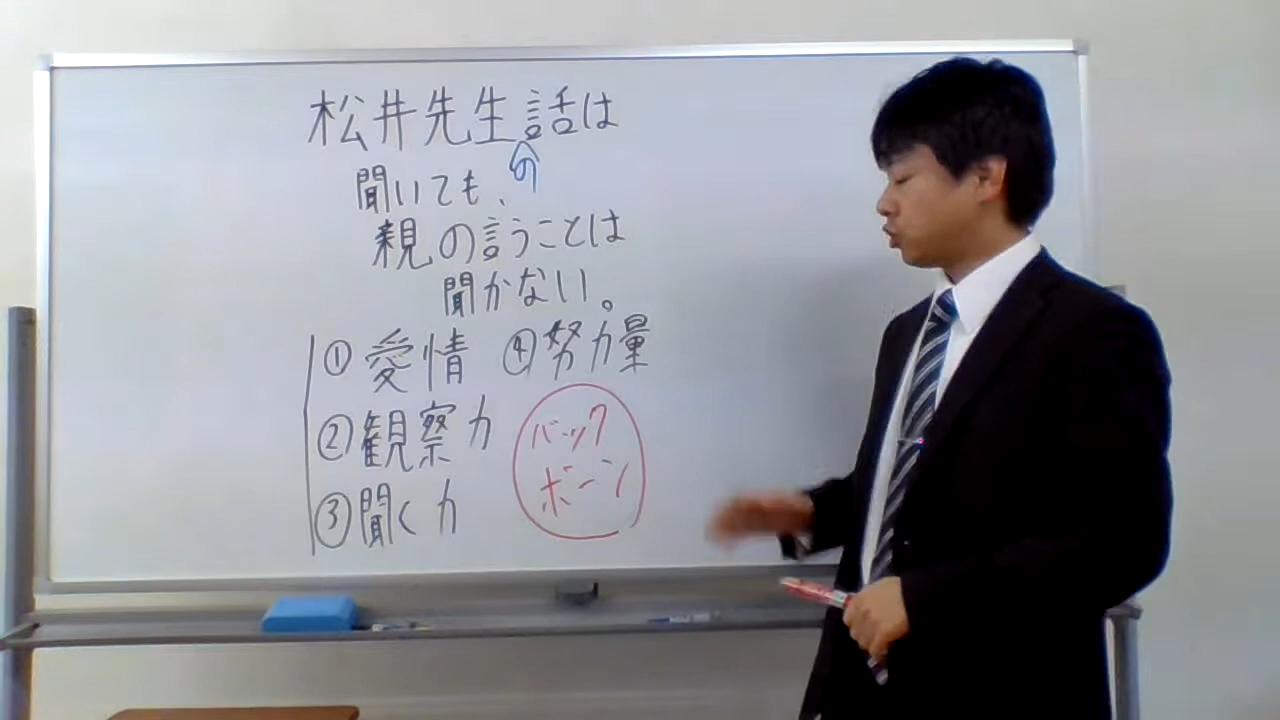 松井先生の話は
聞いても、
親の言うことは
聞かない。
①愛情 ④努力量
②観察力
③聞く力
バック
ボーン